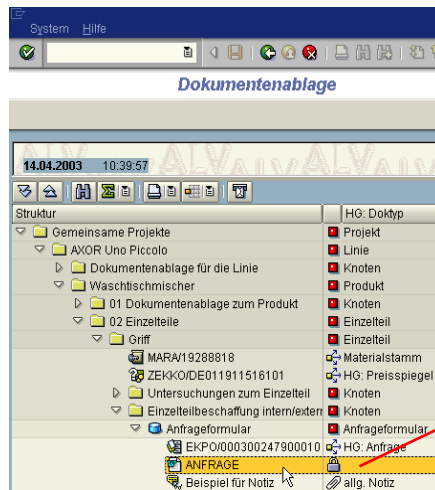 System Hilfe
Dokumentenablage
14.04.2003 10:39:57
Struktur HG: Doktyp
Gemeinsame Projekte Projekt
AXOR Uno Piccolo Linie
Dokumentenablage für die Linie Knoten
Waschtischmischer Produkt
01 Dokumentenablage zum Produkt Knoten
02 Einzelteile Einzelteil
Griff Einzelteil
MARA/19288818 Materialstamm
ZEKKO/DE011911516101 HG: Preisspiegel
Untersuchungen zum Einzelteil Knoten
Einzelteilbeschaffung intern/extern Knoten
Anfrageformular Anfrageformular
EKPO/000300247900010 HG: Anfrage
ANFRAGE
Beispiel für Notiz allg. Notiz